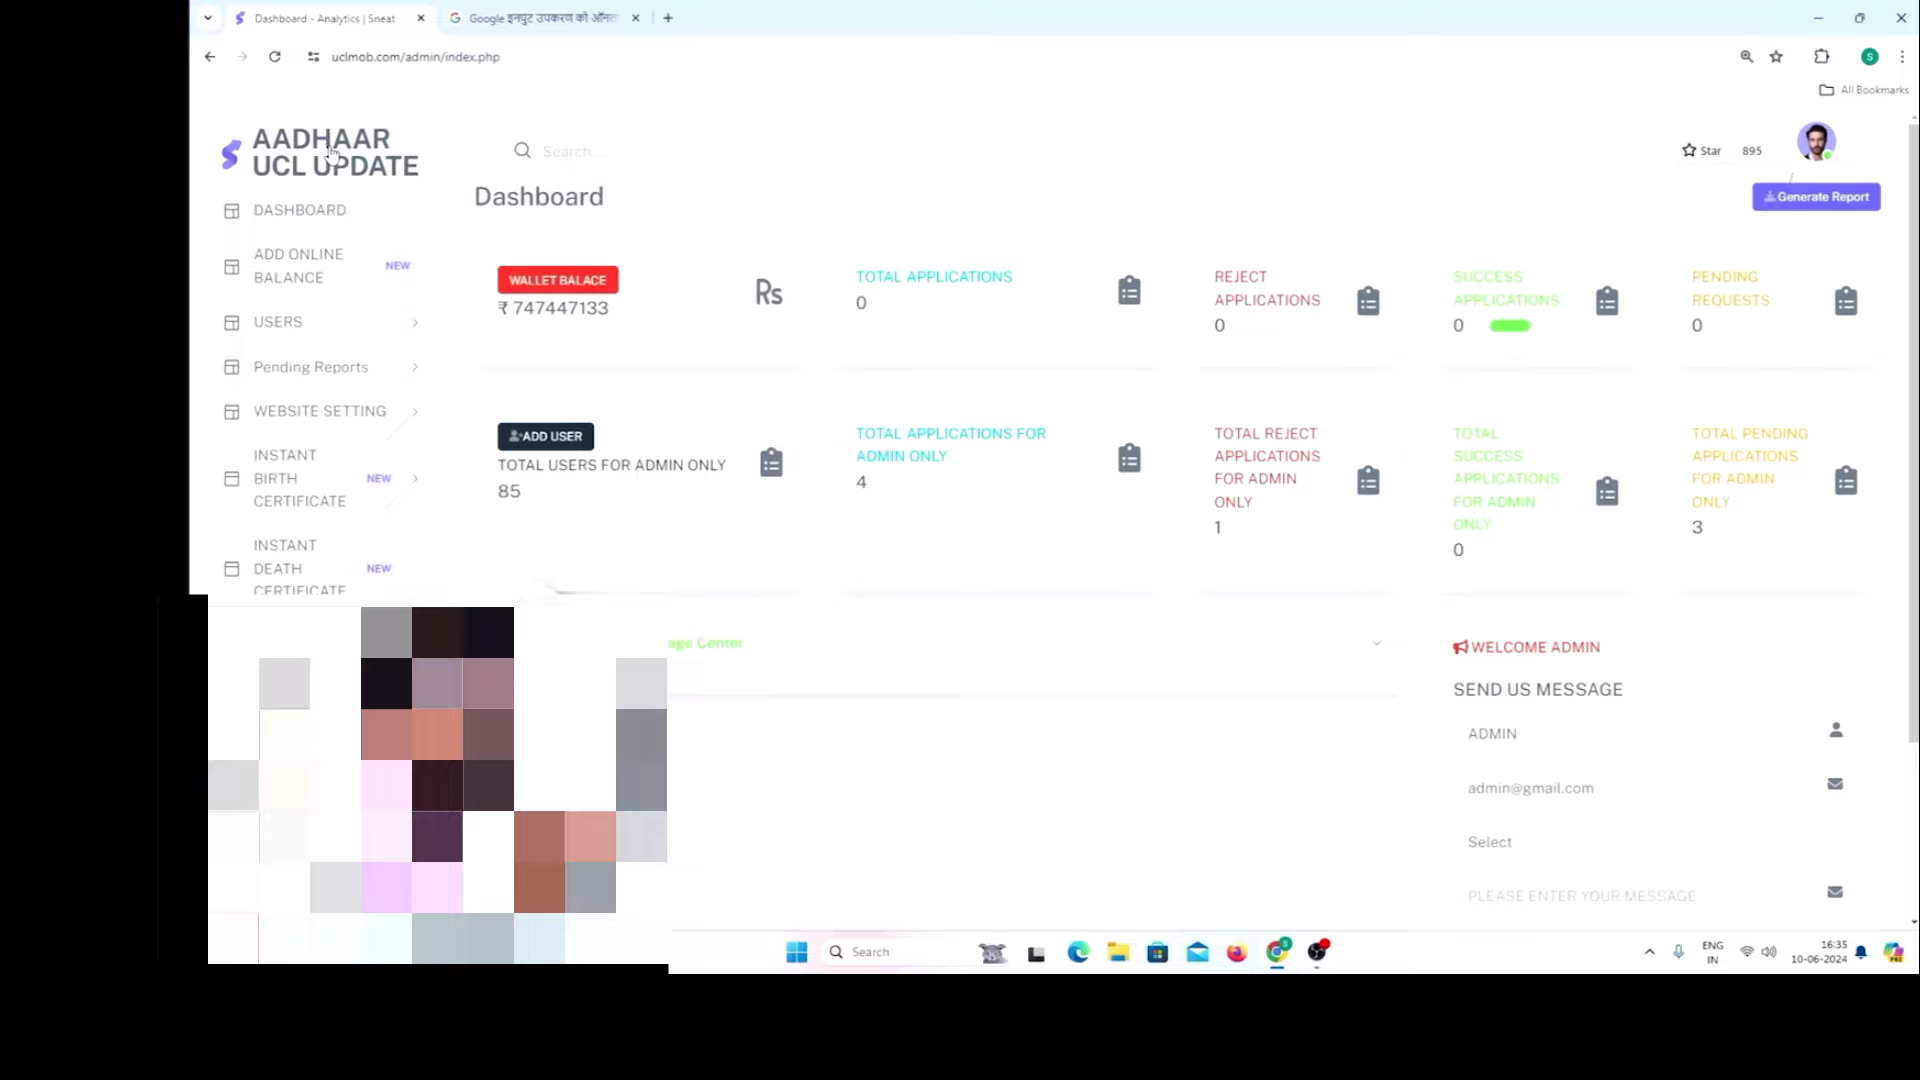 Dashboard - Analytics | Sneat
Google इनपुट उपकरण को ऑनल
uclmob.com/admin/index.php
S
All Bookmarks
AADHAAR
UCL UPDATE
Search...
Star 895
Dashboard
Generate Report
DASHBOARD
ADD ONLINE
BALANCE
NEW
USERS
Pending Reports
WEBSITE SETTING
INSTANT
BIRTH
CERTIFICATE
NEW
INSTANT
DEATH
CERTIFICATE
NEW
WALLET BALACE
₹ 747447133
Rs
TOTAL APPLICATIONS
0
REJECT
APPLICATIONS
0
SUCCESS
APPLICATIONS
0
PENDING
REQUESTS
0
ADD USER
TOTAL USERS FOR ADMIN ONLY
85
TOTAL APPLICATIONS FOR
ADMIN ONLY
4
TOTAL REJECT
APPLICATIONS
FOR ADMIN
ONLY
1
TOTAL
SUCCESS
APPLICATIONS
FOR ADMIN
ONLY
0
TOTAL PENDING
APPLICATIONS
FOR ADMIN
ONLY
3
age Center
WELCOME ADMIN
SEND US MESSAGE
ADMIN
admin@gmail.com
Select
PLEASE ENTER YOUR MESSAGE
Search
ENG
IN
16:35
10-06-2024